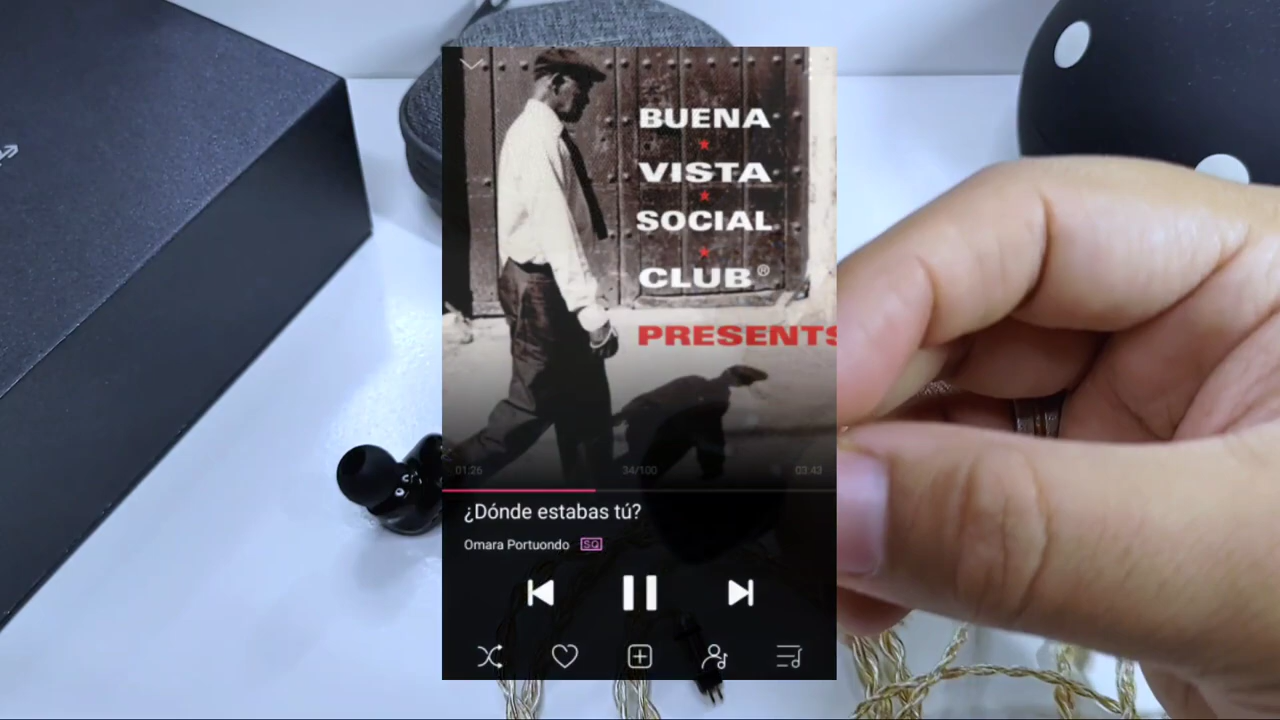 BUENA
VISTA
SOCIAL
CLUB®
PRESENTS
01:26 34/100 03:43
¿Dónde estabas tú?
Omara Portuondo SQ